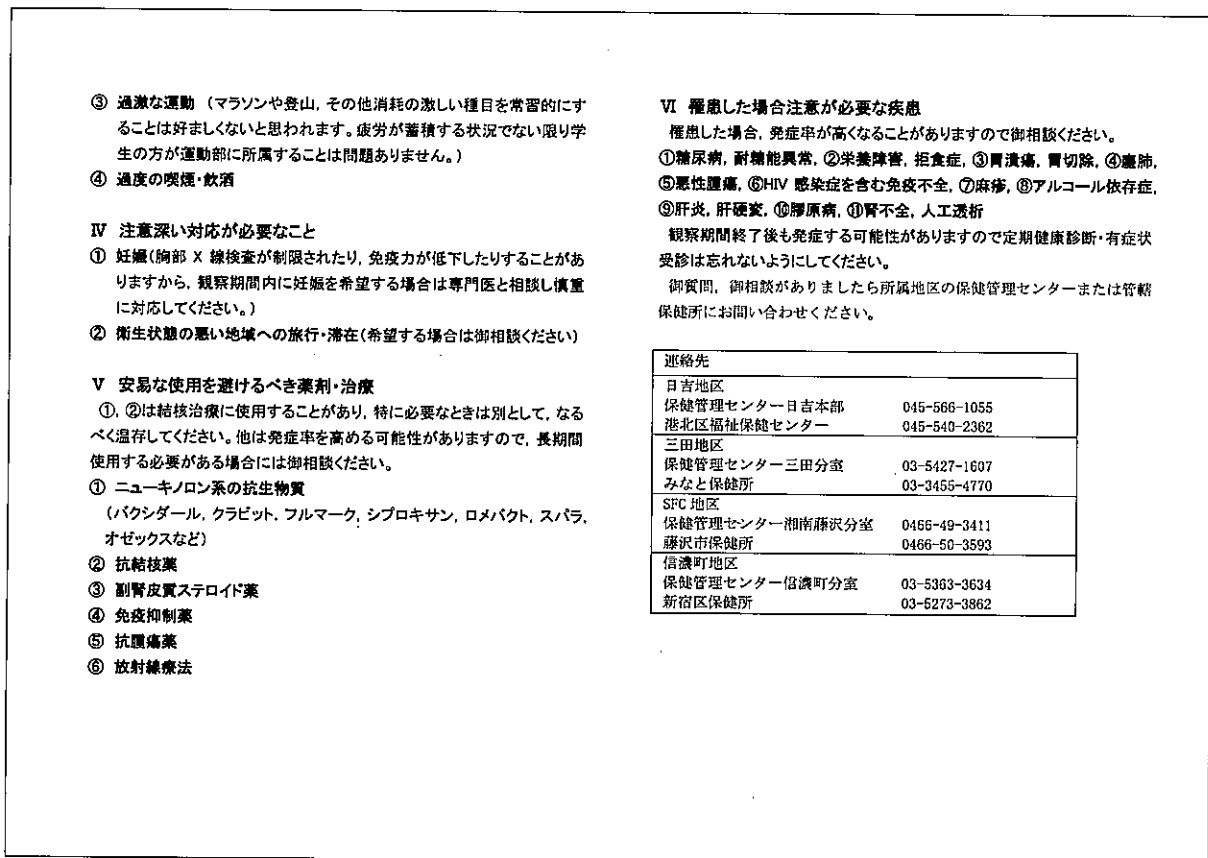 ③ 過激な運動 (マラソンや登山, その他消耗の激しい種目を常習的にす
ることは好ましくないと思われます。疲労が蓄積する状況でない限り学
生の方が運動部に所属することは問題ありません。)
④ 過度の喫煙・飲酒
Ⅳ 注意深い対応が必要なこと
① 妊娠(胸部 X 線検査が制限されたり, 免疫力が低下したりすることがあ
りますから, 観察期間内に妊娠を希望する場合は専門医と相談し慎重
に対応してください。)
② 衛生状態の悪い地域への旅行・滞在(希望する場合は御相談ください)
Ⅴ 安易な使用を避けるべき薬剤・治療
①, ②は結核治療に使用することがあり, 特に必要なときは別として, なる
べく温存してください。他は発症率を高める可能性がありますので, 長期間
使用する必要がある場合には御相談ください。
① ニューキノロン系の抗生物質
(バクシダール, クラビット, フルマーク, シプロキサン, ロメバクト, スパラ,
オゼックスなど)
② 抗結核薬
③ 副腎皮質ステロイド薬
④ 免疫抑制薬
⑤ 抗腫瘍薬
⑥ 放射線療法
Ⅵ 罹患した場合注意が必要な疾患
罹患した場合, 発症率が高くなることがありますので御相談ください。
①糖尿病, 耐糖能異常, ②栄養障害, 拒食症, ③胃潰瘍, 胃切除, ④塵肺,
⑤悪性腫瘍, ⑥HIV 感染症を含む免疫不全, ⑦麻疹, ⑧アルコール依存症,
⑨肝炎, 肝硬変, ⑩膠原病, ⑪腎不全, 人工透析
観察期間終了後も発症する可能性がありますので定期健康診断・有症状
受診は忘れないようにしてください。
御質問, 御相談がありましたら所属地区の保健管理センターまたは管轄
保健所にお問い合わせください。
連絡先
日吉地区
保健管理センター日吉本部 045-566-1055
港北区福祉保健センター 045-540-2362
三田地区
保健管理センター三田分室 03-5427-1607
みなと保健所 03-3455-4770
SFC 地区
保健管理センター湘南藤沢分室 0466-49-3411
藤沢市保健所 0466-50-3593
信濃町地区
保健管理センター信濃町分室 03-5363-3634
新宿区保健所 03-5273-3862